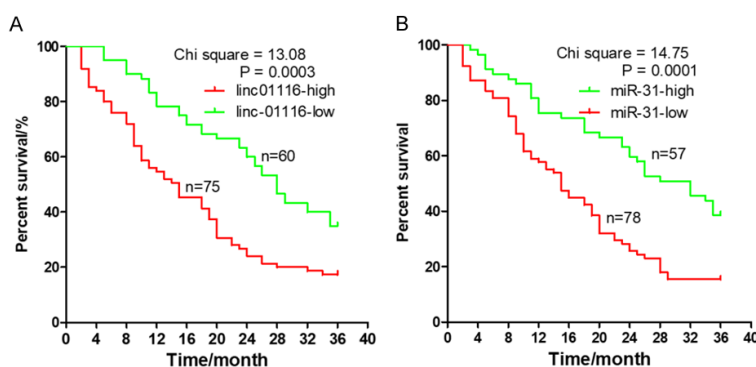 A
Chi square = 13.08
P = 0.0003
linc01116-high
linc-01116-low
n=60
n=75
Percent survival/%
100
80
60
40
20
0
0 4 8 12 16 20 24 28 32 36 40
Time/month
B
Chi square = 14.75
P = 0.0001
miR-31-high
miR-31-low
n=57
n=78
Percent survival
100
80
60
40
20
0
0 4 8 12 16 20 24 28 32 36 40
Time/month